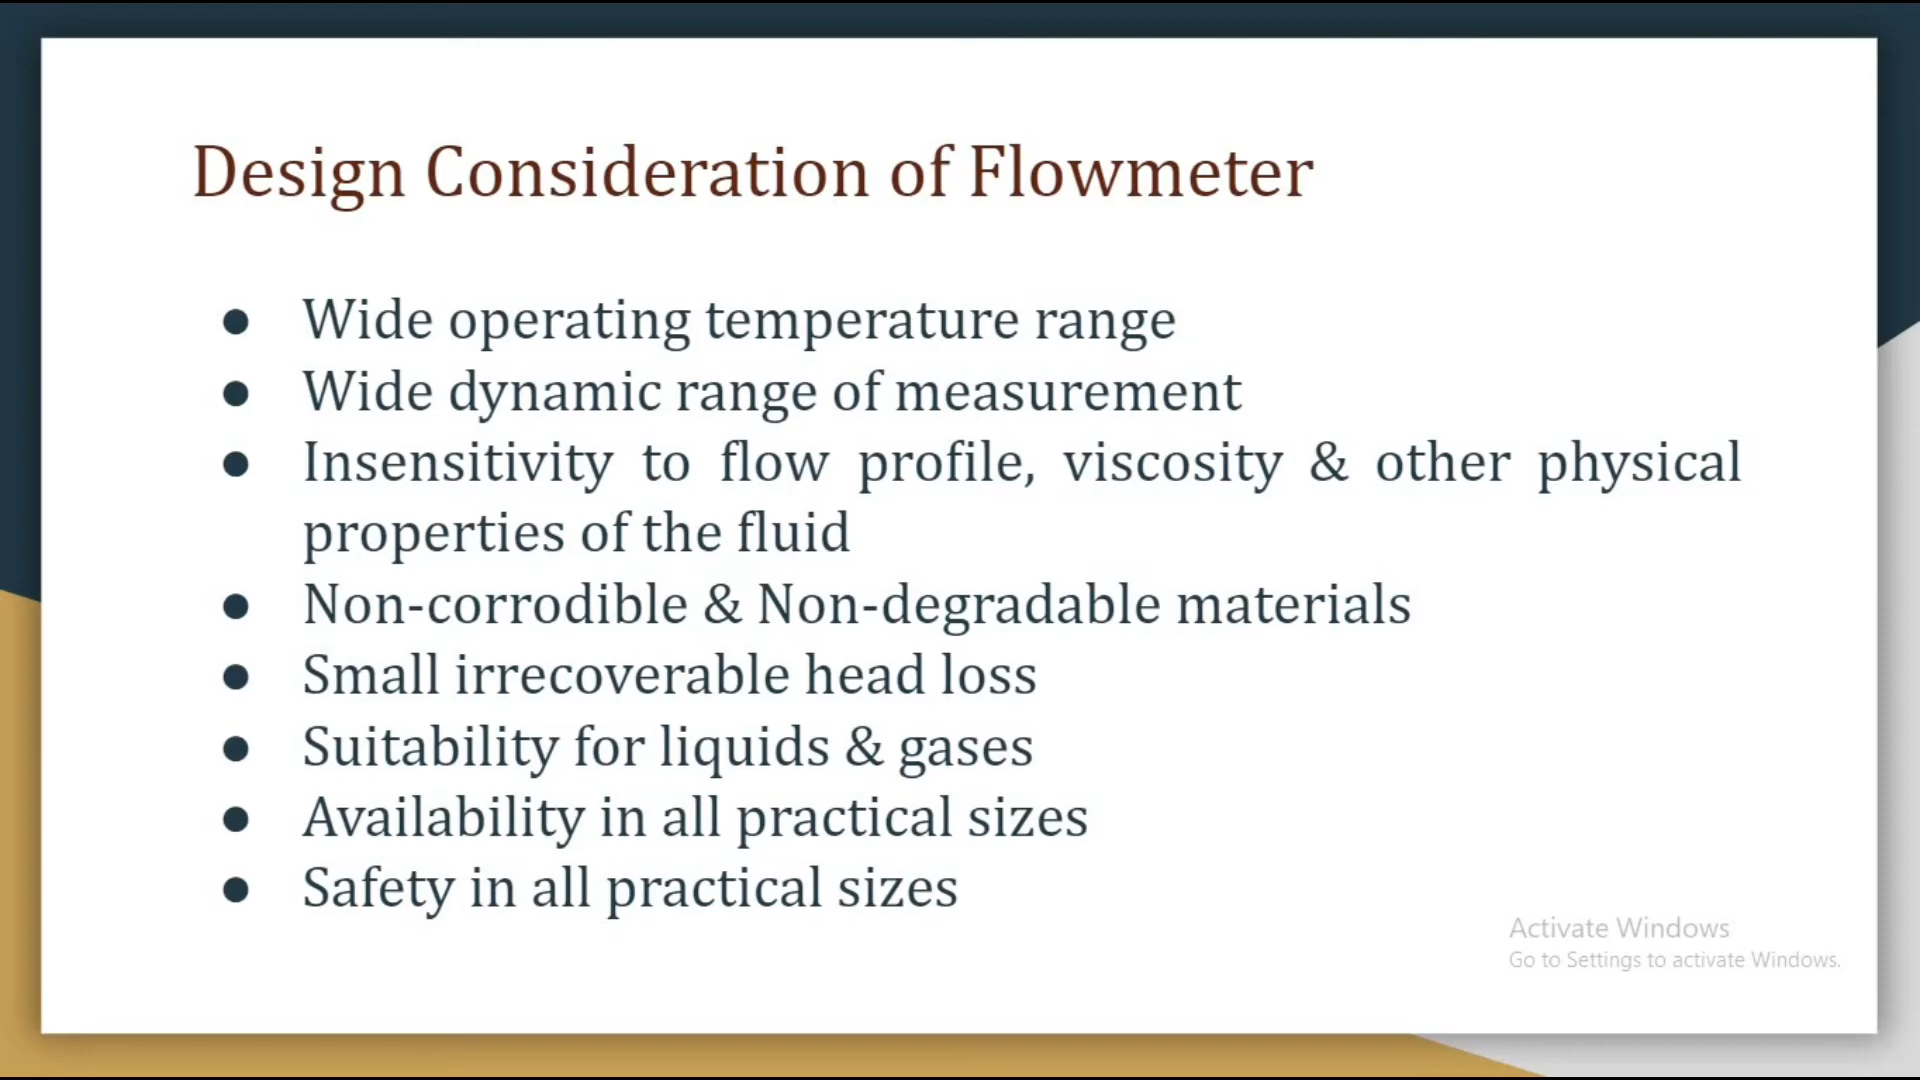 Design Consideration of Flowmeter
● Wide operating temperature range
● Wide dynamic range of measurement
● Insensitivity to flow profile, viscosity & other physical
properties of the fluid
● Non-corrodible & Non-degradable materials
● Small irrecoverable head loss
● Suitability for liquids & gases
● Availability in all practical sizes
● Safety in all practical sizes
Activate Windows
Go to Settings to activate Windows.